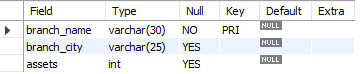 Field Type Null Key Default Extra
branch_name varchar(30) NO PRI NULL
branch_city varchar(25) YES NULL
assets int YES NULL